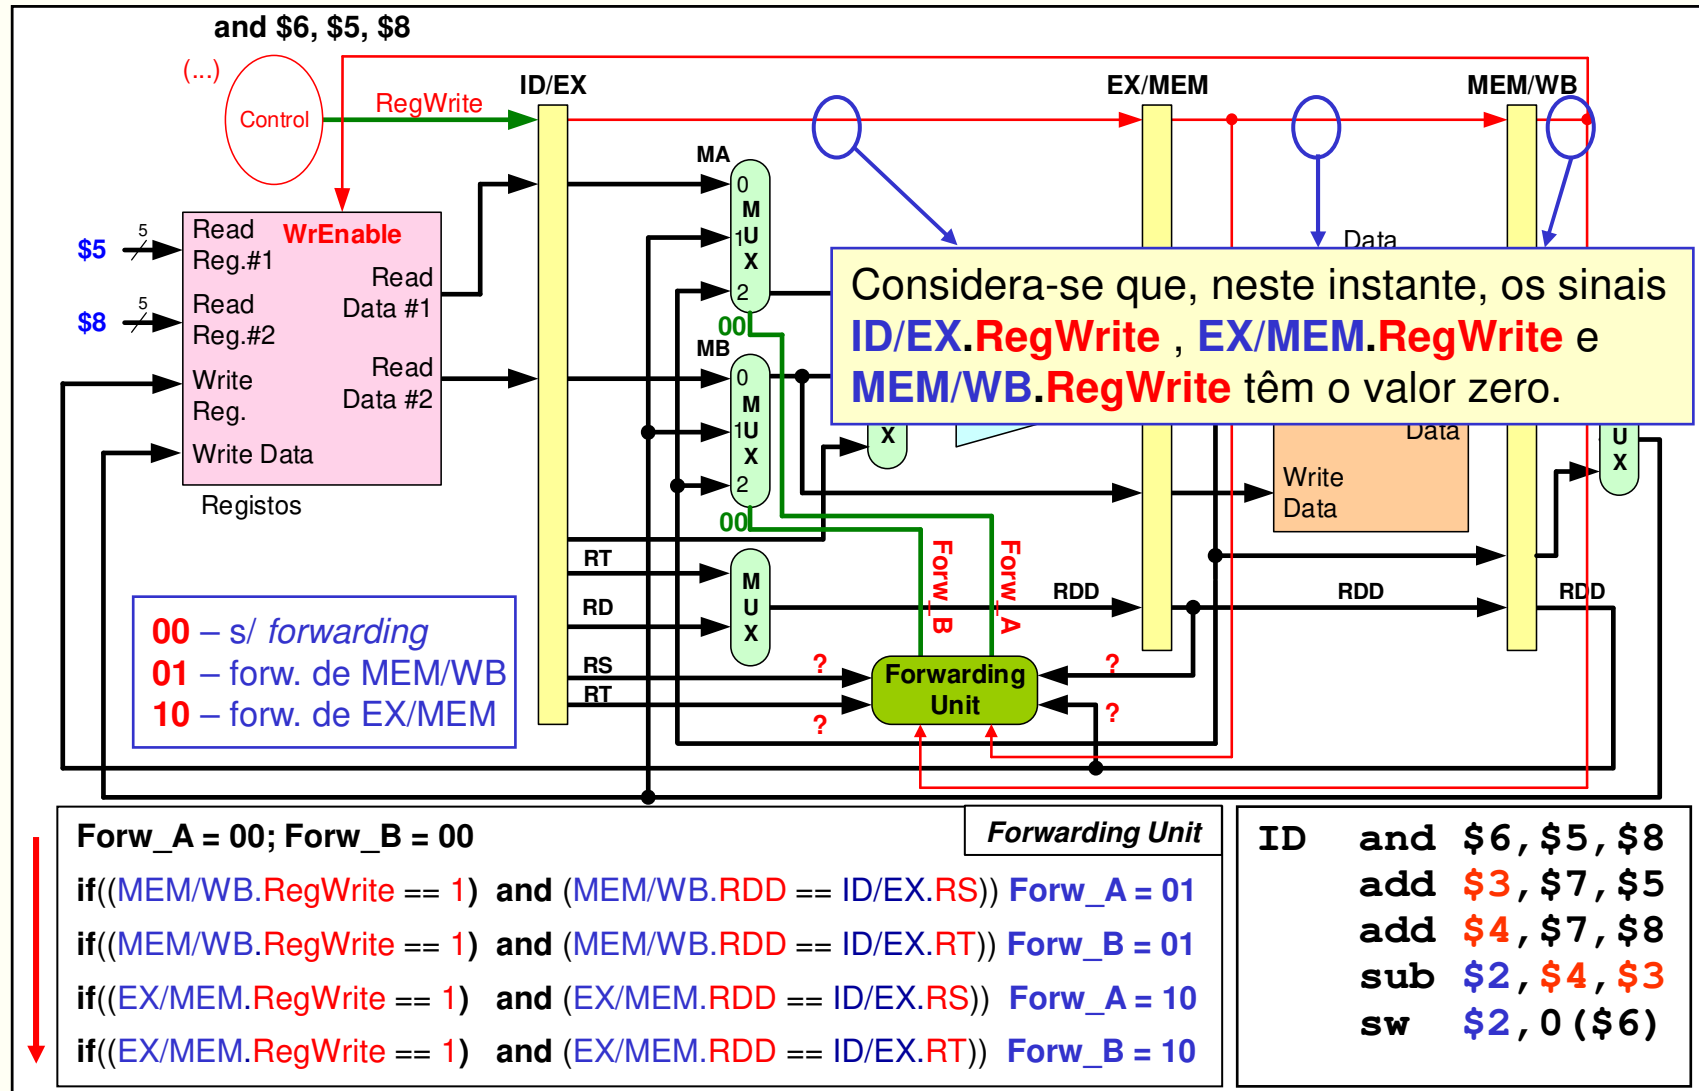 and $6, $5, $8
(...)
Control
RegWrite
ID/EX
EX/MEM
MEM/WB
MA
0
M
1U
X
2
00
WrEnable
$5
5
Read
Reg.#1
$8
5
Read
Reg.#2
Write
Reg.
Write Data
Read
Data #1
Read
Data #2
Registos
Data
Considera-se que, neste instante, os sinais
ID/EX.RegWrite , EX/MEM.RegWrite e
MEM/WB.RegWrite têm o valor zero.
MB
0
M
1U
X
2
00
X
Data
Write
Data
U
X
Forw_B
Forw_A
RT
RD
M
U
X
RDD
RDD
RDD
RS
RT
?
?
?
?
Forwarding
Unit
00 – s/ forwarding
01 – forw. de MEM/WB
10 – forw. de EX/MEM
Forw_A = 00; Forw_B = 00
Forwarding Unit
if((MEM/WB.RegWrite == 1) and (MEM/WB.RDD == ID/EX.RS)) Forw_A = 01
if((MEM/WB.RegWrite == 1) and (MEM/WB.RDD == ID/EX.RT)) Forw_B = 01
if((EX/MEM.RegWrite == 1) and (EX/MEM.RDD == ID/EX.RS)) Forw_A = 10
if((EX/MEM.RegWrite == 1) and (EX/MEM.RDD == ID/EX.RT)) Forw_B = 10
ID and $6,$5,$8
add $3,$7,$5
add $4,$7,$8
sub $2,$4,$3
sw $2,0($6)